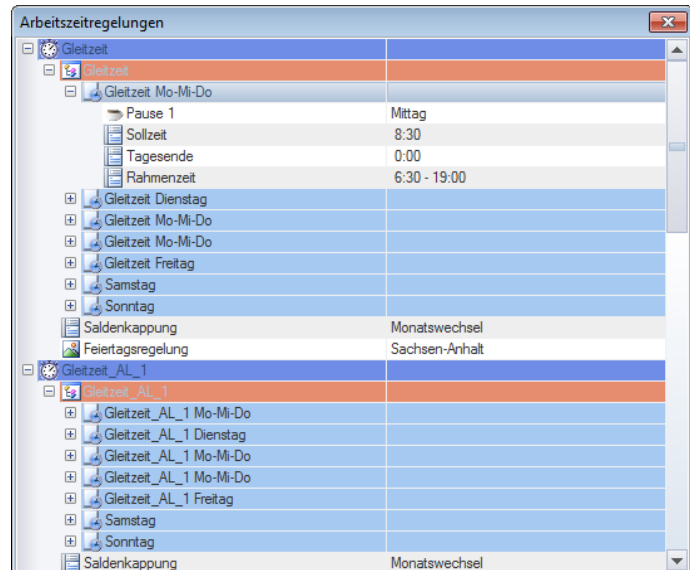 Arbeitszeitregelungen
Gleitzeit
Gleitzeit
Gleitzeit Mo-Mi-Do
Pause 1 Mittag
Sollzeit 8:30
Tagesende 0:00
Rahmenzeit 6:30 - 19:00
Gleitzeit Dienstag
Gleitzeit Mo-Mi-Do
Gleitzeit Mo-Mi-Do
Gleitzeit Freitag
Samstag
Sonntag
Saldenkappung Monatswechsel
Feiertagsregelung Sachsen-Anhalt
Gleitzeit_AL_1
Gleitzeit_AL_1
Gleitzeit_AL_1 Mo-Mi-Do
Gleitzeit_AL_1 Dienstag
Gleitzeit_AL_1 Mo-Mi-Do
Gleitzeit_AL_1 Mo-Mi-Do
Gleitzeit_AL_1 Freitag
Samstag
Sonntag
Saldenkappung Monatswechsel